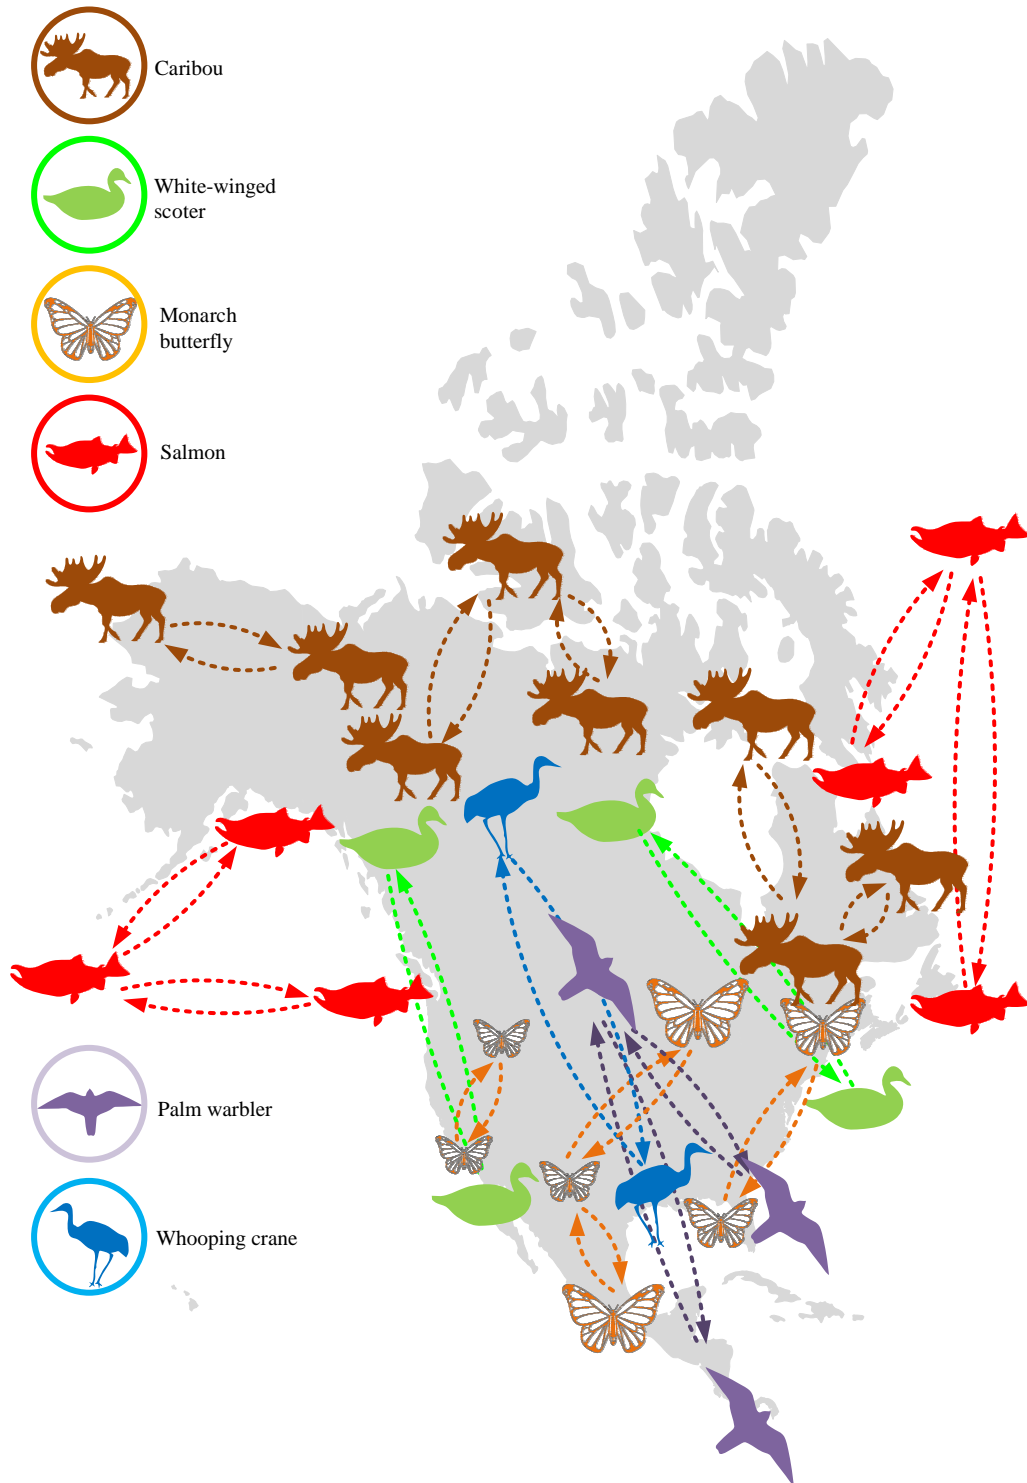 Caribou
White-winged
scoter
Monarch
butterfly
Salmon
Palm warbler
Whooping crane